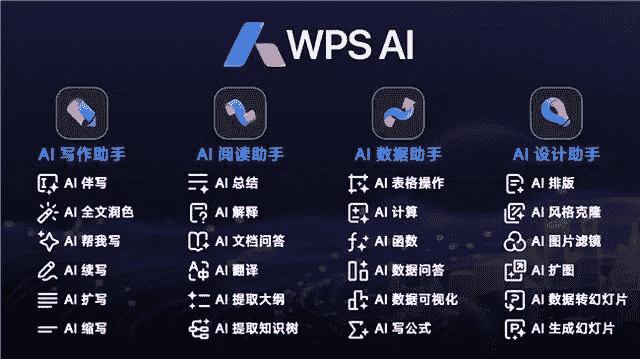 WPS AI
AI 写作助手
AI 伴写
AI 全文润色
AI 帮我写
AI 续写
AI 扩写
AI 缩写
AI 阅读助手
AI 总结
AI 解释
AI 文档问答
AI 翻译
AI 提取大纲
AI 提取知识树
AI 数据助手
AI 表格操作
AI 计算
AI 函数
AI 数据问答
AI 数据可视化
AI 写公式
AI 设计助手
AI 排版
AI 风格克隆
AI 图片滤镜
AI 扩图
AI 数据转幻灯片
AI 生成幻灯片